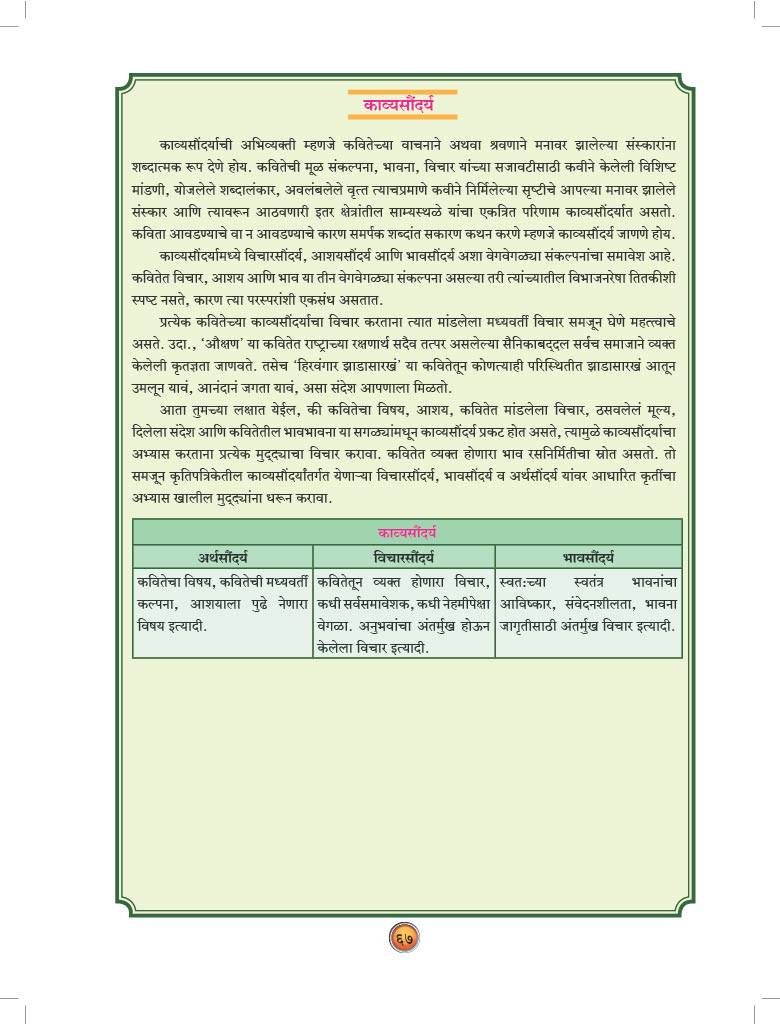 काव्यसौंदर्य
काव्यसौंदर्याची अभिव्यक्ती म्हणजे कवितेच्या वाचनाने अथवा श्रवणाने मनावर झालेल्या संस्कारांना
शब्दात्मक रूप देणे होय. कवितेची मूळ संकल्पना, भावना, विचार यांच्या सजावटीसाठी कवीने केलेली विशिष्ट
मांडणी, योजलेले शब्दालंकार, अवलंबलेले वृत्त त्याचप्रमाणे कवीने निर्मिलेल्या सृष्टीचे आपल्या मनावर झालेले
संस्कार आणि त्यावरून आठवणारी इतर क्षेत्रांतील साम्यस्थळे यांचा एकत्रित परिणाम काव्यसौंदर्यात असतो.
कविता आवडण्याचे वा न आवडण्याचे कारण समर्पक शब्दांत सकारण कथन करणे म्हणजे काव्यसौंदर्य जाणणे होय.
काव्यसौंदर्यामध्ये विचारसौंदर्य, आशयसौंदर्य आणि भावसौंदर्य अशा वेगवेगळ्या संकल्पनांचा समावेश आहे.
कवितेत विचार, आशय आणि भाव या तीन वेगवेगळ्या संकल्पना असल्या तरी त्यांच्यातील विभाजनरेषा तितकीशी
स्पष्ट नसते, कारण त्या परस्परांशी एकसंध असतात.
प्रत्येक कवितेच्या काव्यसौंदर्याचा विचार करताना त्यात मांडलेला मध्यवर्ती विचार समजून घेणे महत्त्वाचे
असते. उदा., ‘औक्षण’ या कवितेत राष्ट्राच्या रक्षणार्थ सदैव तत्पर असलेल्या सैनिकाबद्दल सर्वच समाजाने व्यक्त
केलेली कृतज्ञता जाणवते. तसेच ‘हिरवंगार झाडासारखं’ या कवितेतून कोणत्याही परिस्थितीत झाडासारखं आतून
उमलून यावं, आनंदानं जगता यावं, असा संदेश आपणाला मिळतो.
आता तुमच्या लक्षात येईल, की कवितेचा विषय, आशय, कवितेत मांडलेला विचार, ठसवलेलं मूल्य,
दिलेला संदेश आणि कवितेतील भावभावना या सगळ्यांमधून काव्यसौंदर्य प्रकट होत असते, त्यामुळे काव्यसौंदर्याचा
अभ्यास करताना प्रत्येक मुद्द्याचा विचार करावा. कवितेत व्यक्त होणारा भाव रसनिर्मितीचा स्रोत असतो. तो
समजून कृतिपत्रिकेतील काव्यसौंदर्यांतर्गत येणाऱ्या विचारसौंदर्य, भावसौंदर्य व अर्थसौंदर्य यांवर आधारित कृतींचा
अभ्यास खालील मुद्द्यांना धरून करावा.
काव्यसौंदर्य
अर्थसौंदर्य विचारसौंदर्य भावसौंदर्य
कवितेचा विषय, कवितेची मध्यवर्ती
कल्पना, आशयाला पुढे नेणारा
विषय इत्यादी.
कवितेतून व्यक्त होणारा विचार,
कधी सर्वसमावेशक, कधी नेहमीपेक्षा
वेगळा. अनुभवांचा अंतर्मुख होऊन
केलेला विचार इत्यादी.
स्वत:च्या स्वतंत्र भावनांचा
आविष्कार, संवेदनशीलता, भावना
जागृतीसाठी अंतर्मुख विचार इत्यादी.
६७